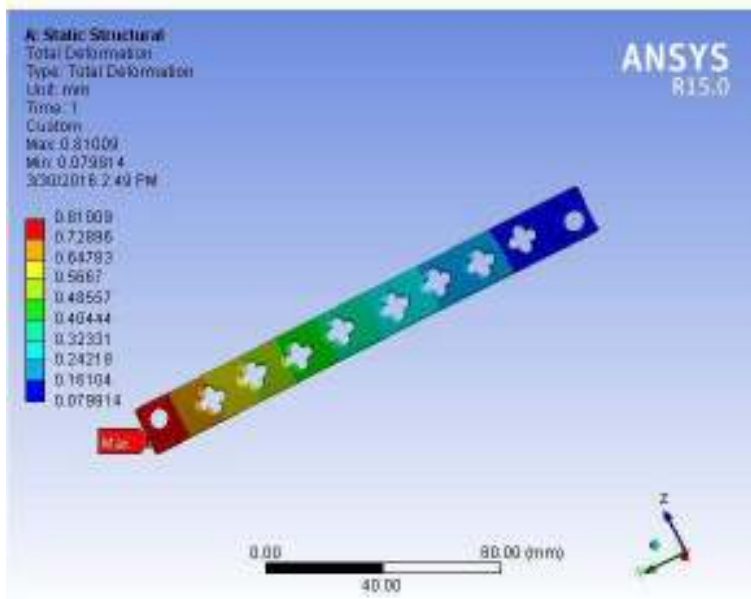 A: Static Structural
Total Deformation
Type: Total Deformation
Unit: mm
Time: 1
Custom
Max: 0.81009
Min: 0.079914
3/30/2016 2:49 PM
ANSYS
R15.0
0.81009
0.72896
0.64783
0.5667
0.48557
0.40444
0.32331
0.24218
0.16104
0.079914
Max
0.00
80.00 (mm)
40.00
Z